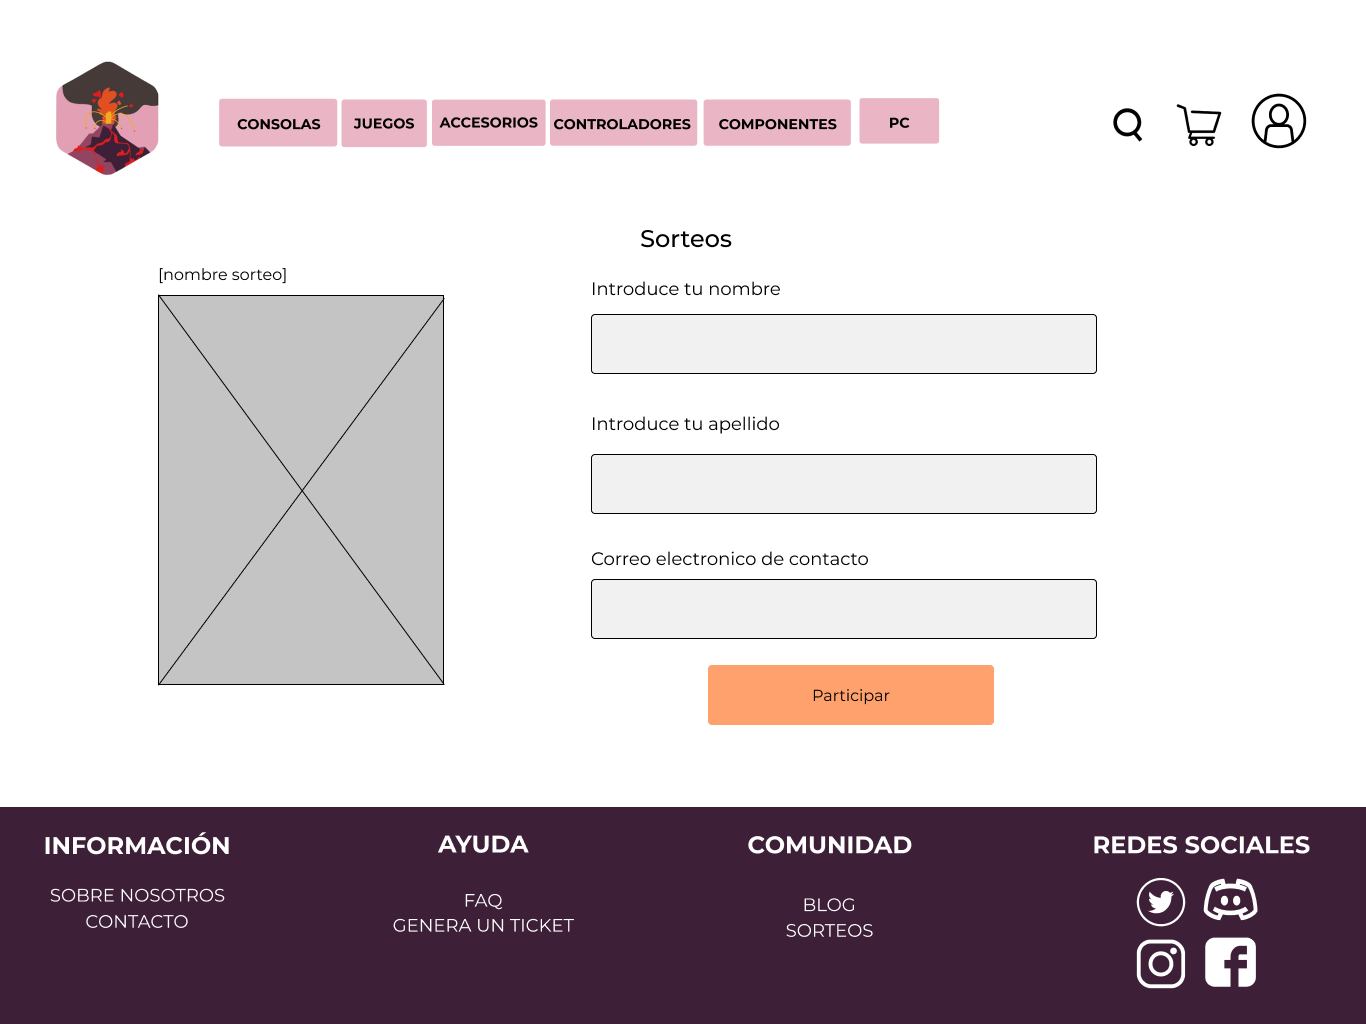 CONSOLAS
JUEGOS
ACCESORIOS
CONTROLADORES
COMPONENTES
PC
Sorteos
[nombre sorteo]
Introduce tu nombre
Introduce tu apellido
Correo electronico de contacto
Participar
INFORMACIÓN
SOBRE NOSOTROS
CONTACTO
AYUDA
FAQ
GENERA UN TICKET
COMUNIDAD
BLOG
SORTEOS
REDES SOCIALES